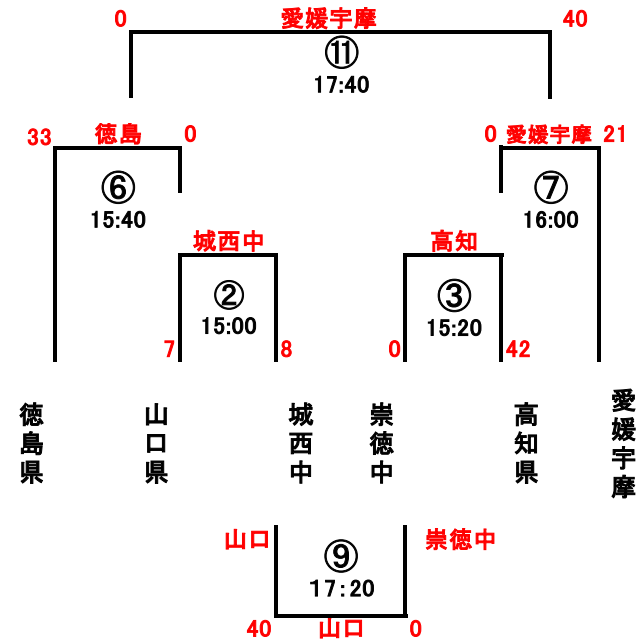 0 愛媛宇摩 40
⑪
17:40
33 徳島 0
0 愛媛宇摩 21
⑥
15:40
⑦
16:00
城西中
高知
②
15:00
③
15:20
7 8
0 42
徳島県
山口県
城西中
崇徳中
高知県
愛媛宇摩
山口
崇徳中
⑨
17:20
40 山口 0